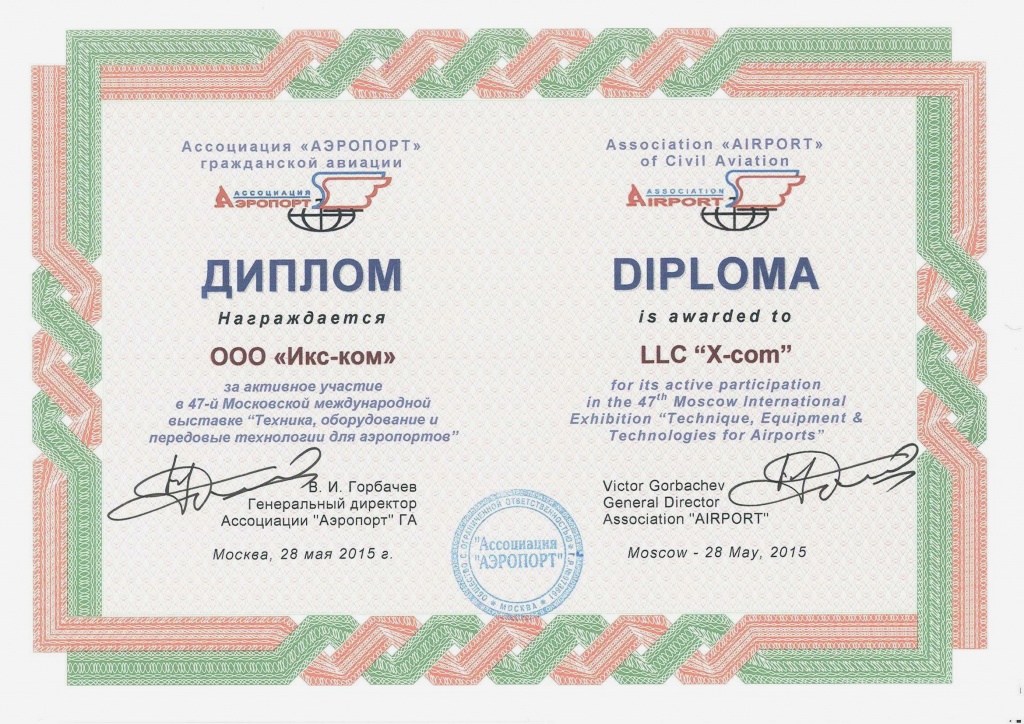 Ассоциация «АЭРОПОРТ»
гражданской авиации
АССОЦИАЦИЯ
АЭРОПОРТ
ДИПЛОМ
Награждается
ООО «Икс-ком»
за активное участие
в 47-й Московской международной
выставке “Техника, оборудование и
передовые технологии для аэропортов”
В. И. Горбачев
Генеральный директор
Ассоциации "Аэропорт" ГА
Москва, 28 мая 2015 г.
Association «AIRPORT»
of Civil Aviation
ASSOCIATION
AIRPORT
DIPLOMA
is awarded to
LLC “X-com”
for its active participation
in the 47th Moscow International
Exhibition “Technique, Equipment &
Technologies for Airports”
Victor Gorbachev
General Director
Association "AIRPORT"
Moscow - 28 May, 2015
ОБЩЕСТВО С ОГРАНИЧЕННОЙ ОТВЕТСТВЕННОСТЬЮ
"Ассоциация
"АЭРОПОРТ"
* МОСКВА *